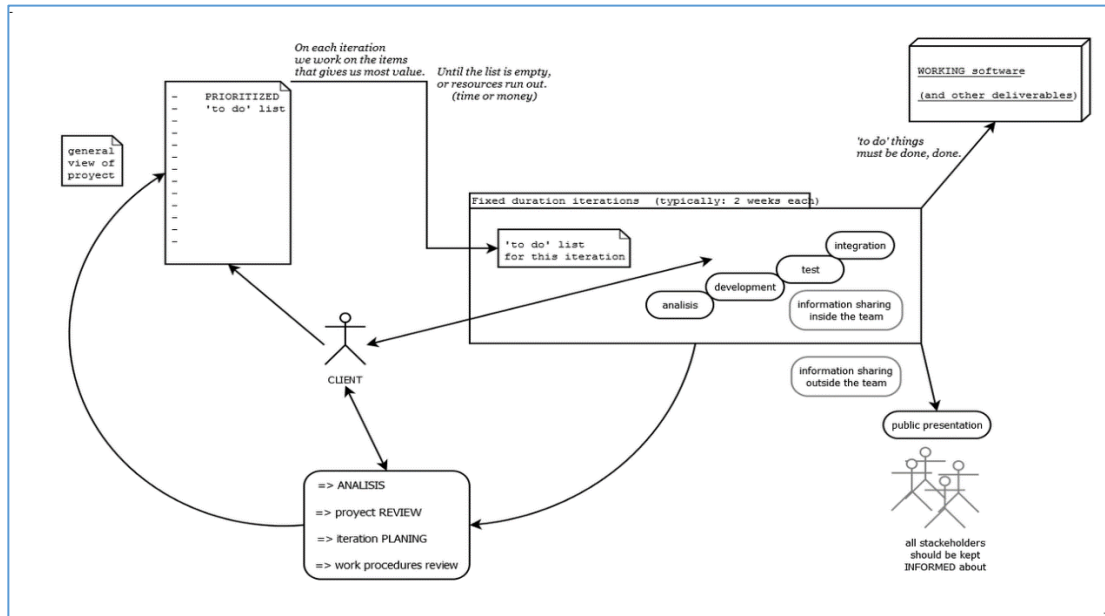 On each iteration
we work on the items
that gives us most value.
Until the list is empty,
or resources run out.
(time or money)
PRIORITIZED
'to do' list
general
view of
proyect
WORKING software
(and other deliverables)
'to do' things
must be done, done.
Fixed duration iterations (typically: 2 weeks each)
'to do' list
for this iteration
integration
test
development
analisis
information sharing
inside the team
CLIENT
information sharing
outside the team
public presentation
=> ANALISIS
=> proyect REVIEW
=> iteration PLANING
=> work procedures review
all stackeholders
should be kept
INFORMED about